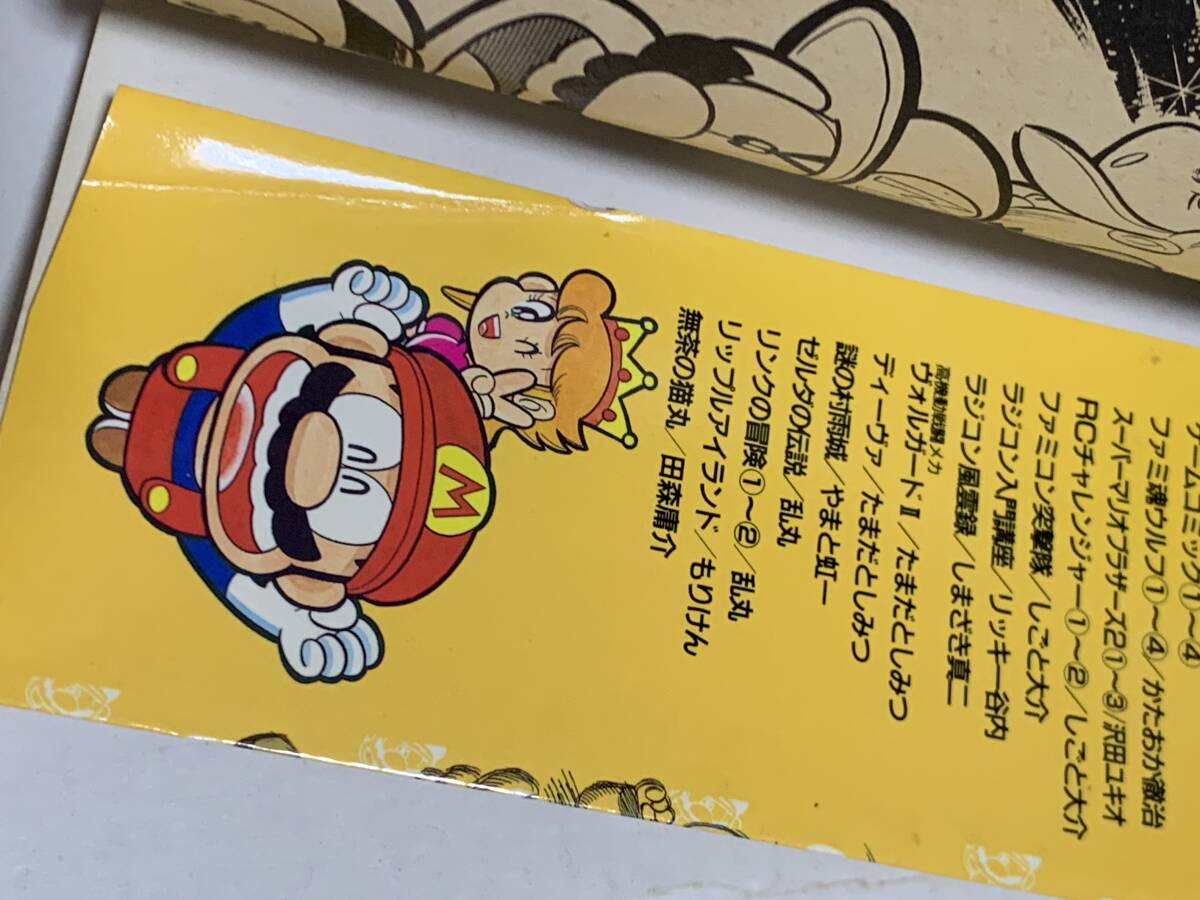 ゲームコミック①〜④
ファミ魂ウルフ①〜④/かたおか徹治
スーパーマリオブラザーズ2①〜③/沢田ユキオ
RCチャレンジャー①〜②/しごと大介
ファミコン突撃隊/しごと大介
ラジコン入門講座/リッキー谷内
ラジコン風雲録/しまざき真二
高機動戦騎メカ
ヴォルガードⅡ/たまだとしみつ
ディーヴァ/たまだとしみつ
謎の村雨城/やまと虹一
ゼルダの伝説/乱丸
リンクの冒険①〜②/乱丸
リップルアイランド/もりけん
無茶の猫丸/田森庸介
M